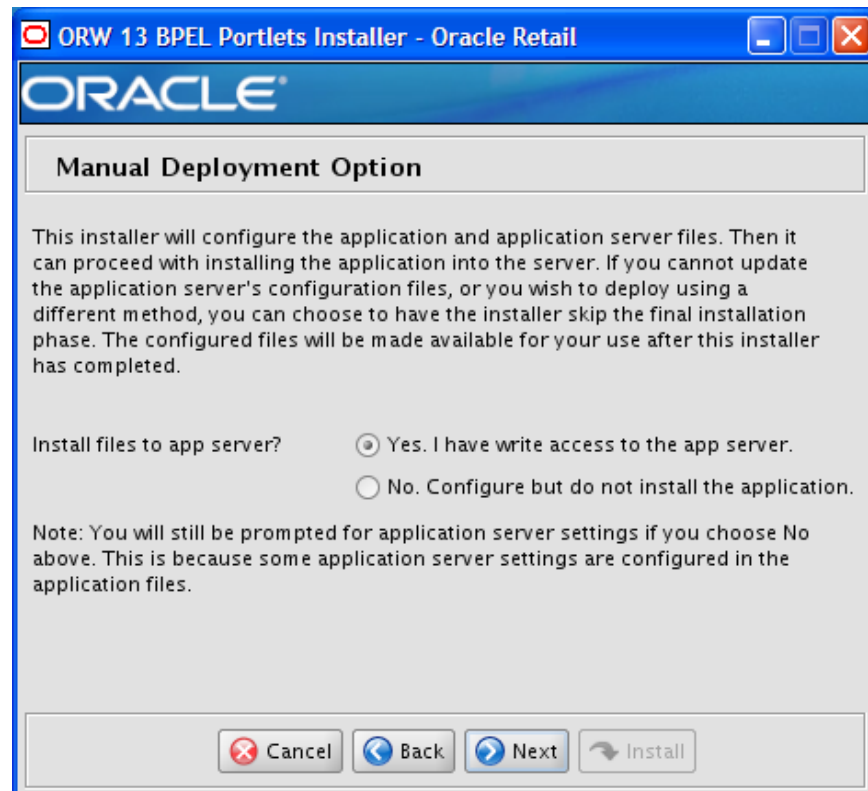 ORW 13 BPEL Portlets Installer - Oracle Retail
ORACLE®
Manual Deployment Option
This installer will configure the application and application server files. Then it
can proceed with installing the application into the server. If you cannot update
the application server's configuration files, or you wish to deploy using a
different method, you can choose to have the installer skip the final installation
phase. The configured files will be made available for your use after this installer
has completed.
Install files to app server?
Yes. I have write access to the app server.
No. Configure but do not install the application.
Note: You will still be prompted for application server settings if you choose No
above. This is because some application server settings are configured in the
application files.
Cancel
Back
Next
Install